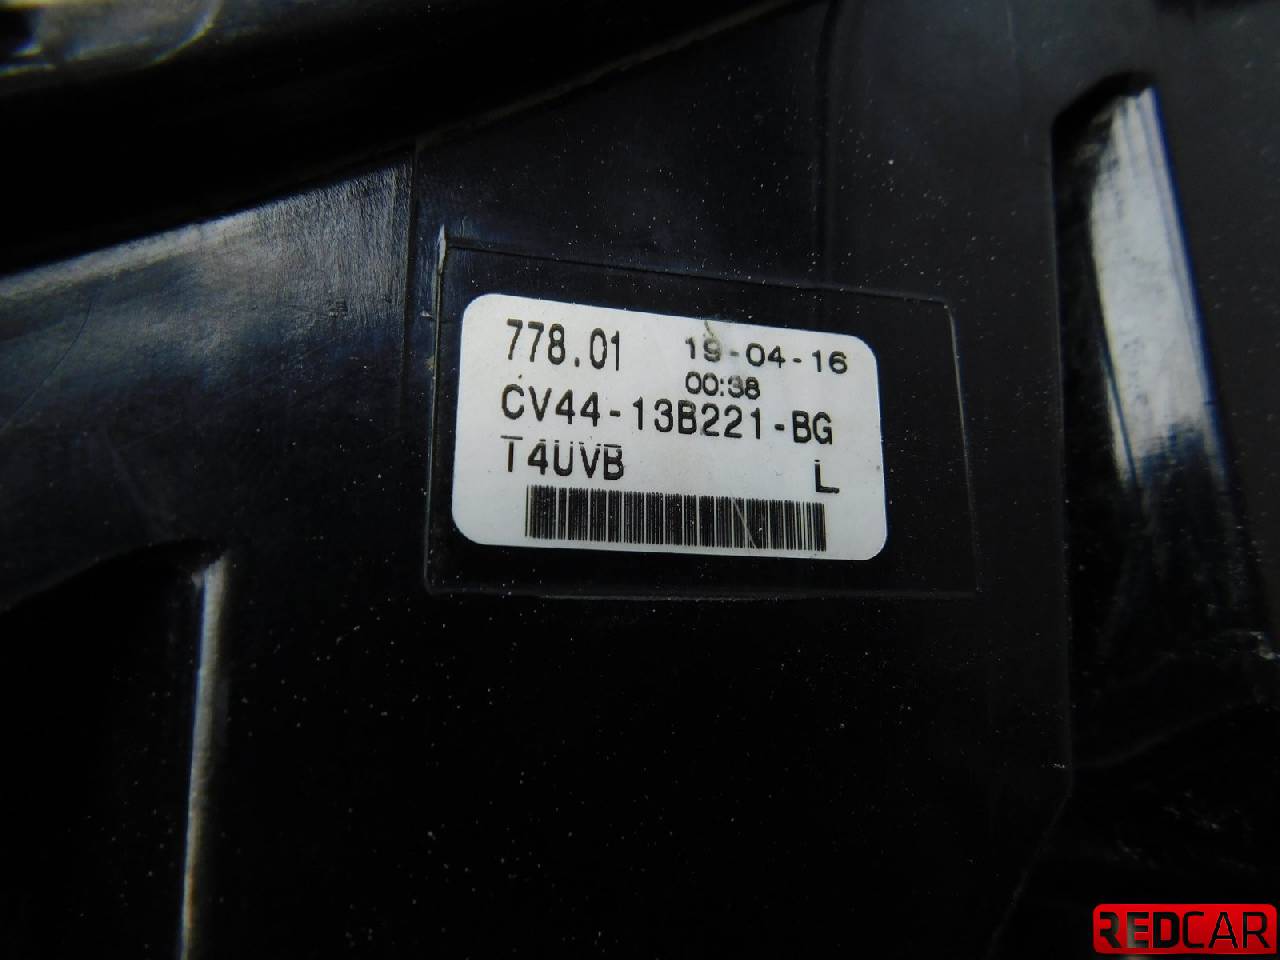 778.01 19-04-16
00:38
CV44-13B221-BG
T4UVB L
REDCAR